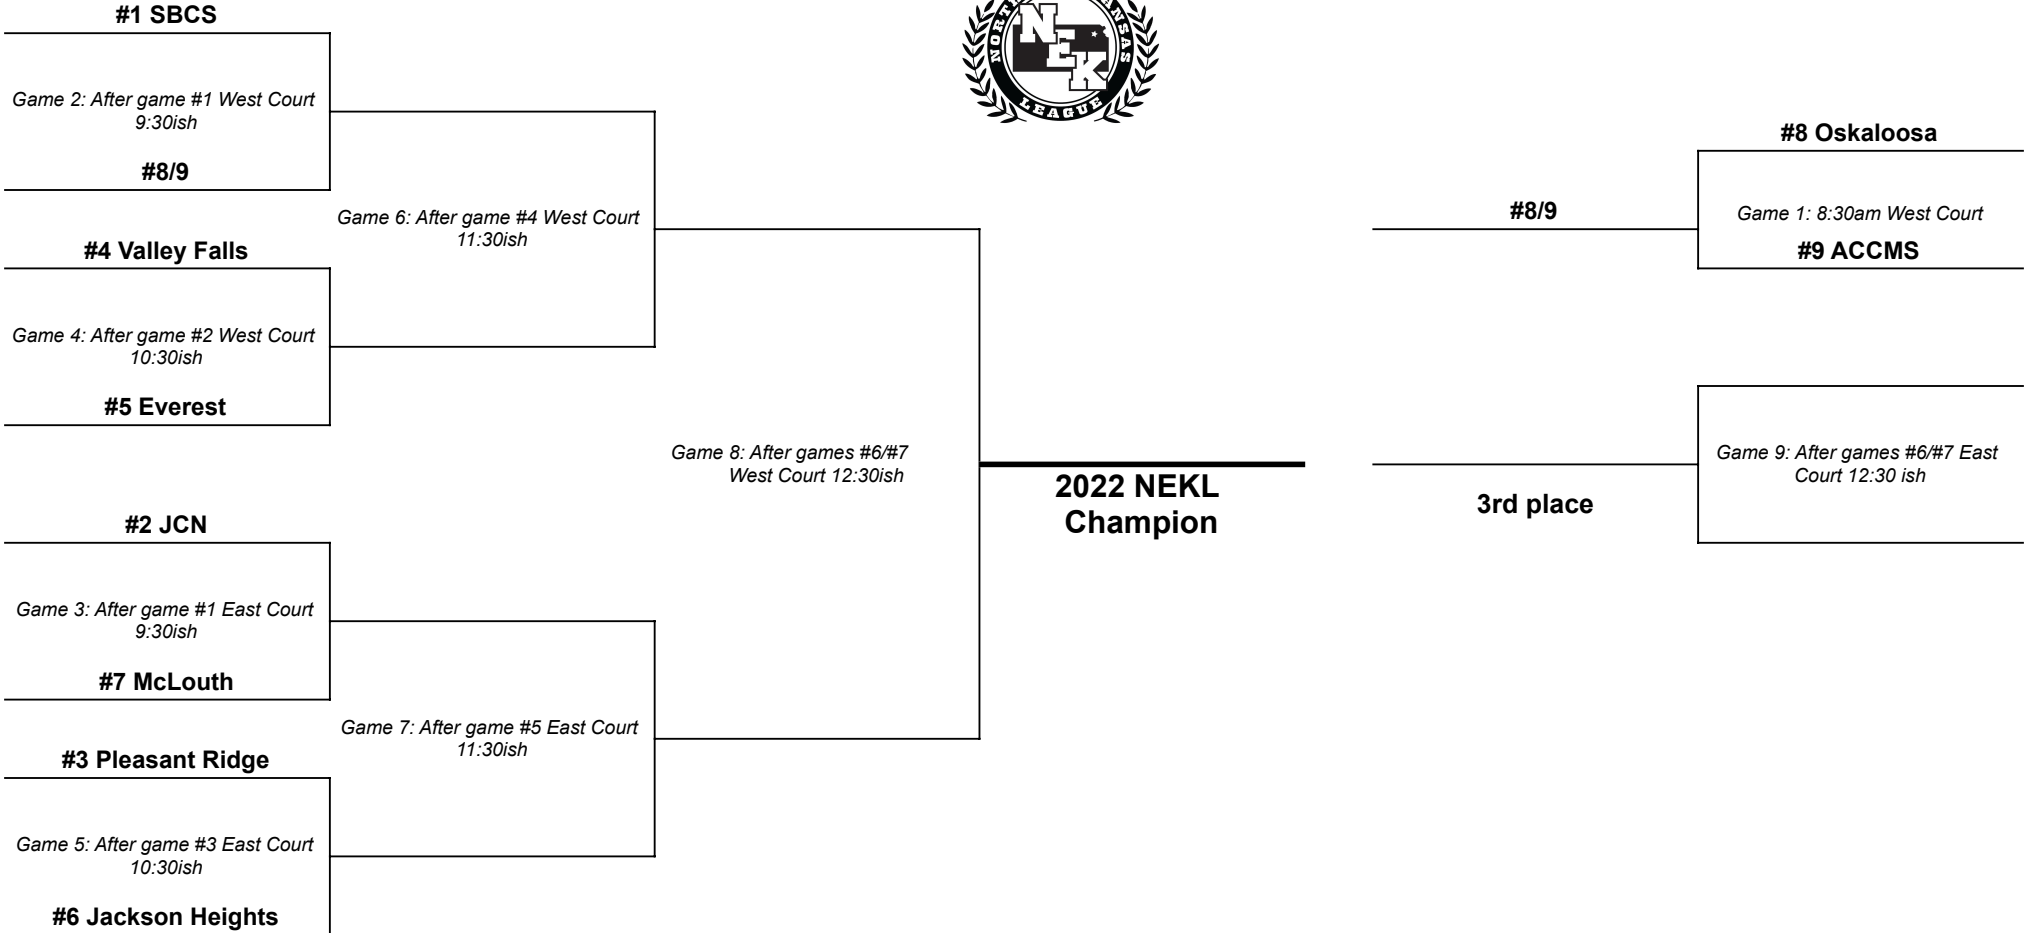 #1 SBCS
Game 2: After game #1 West Court
9:30ish
#8/9
#4 Valley Falls
Game 4: After game #2 West Court
10:30ish
#5 Everest
#2 JCN
Game 3: After game #1 East Court
9:30ish
#7 McLouth
#3 Pleasant Ridge
Game 5: After game #3 East Court
10:30ish
#6 Jackson Heights
Game 6: After game #4 West Court
11:30ish
Game 7: After game #5 East Court
11:30ish
Game 8: After games #6/#7
West Court 12:30ish
NEK
LEAGUE
2022 NEKL
Champion
#8/9
3rd place
#8 Oskaloosa
Game 1: 8:30am West Court
#9 ACCMS
Game 9: After games #6/#7 East
Court 12:30 ish